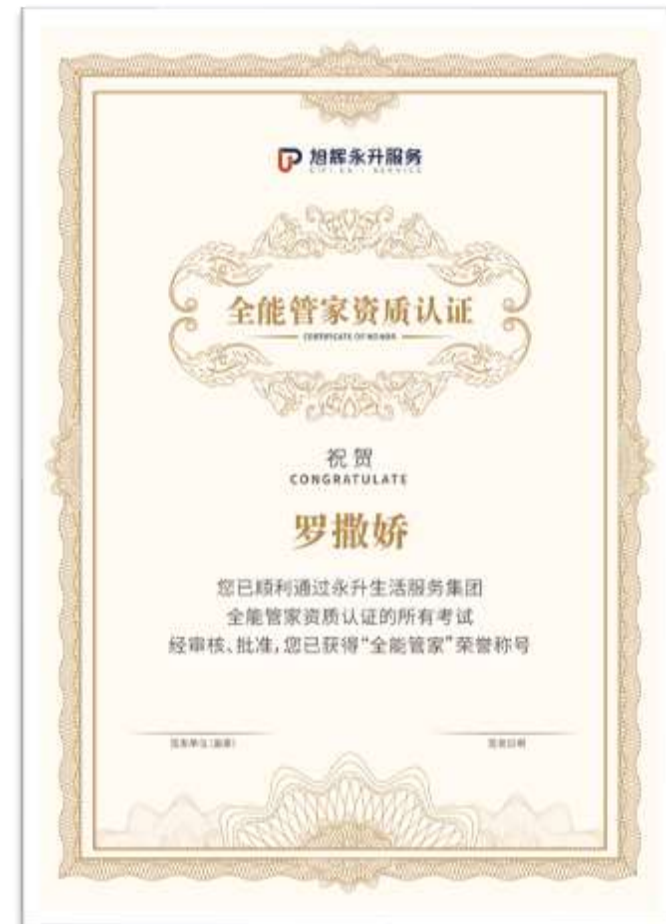 旭辉永升服务
全能管家资质认证
CERTIFICATE OF HONOR
祝贺
CONGRATULATE
罗撒娇
您已顺利通过永升生活服务集团
全能管家资质认证的所有考试
经审核、批准,您已获得“全能管家”荣誉称号